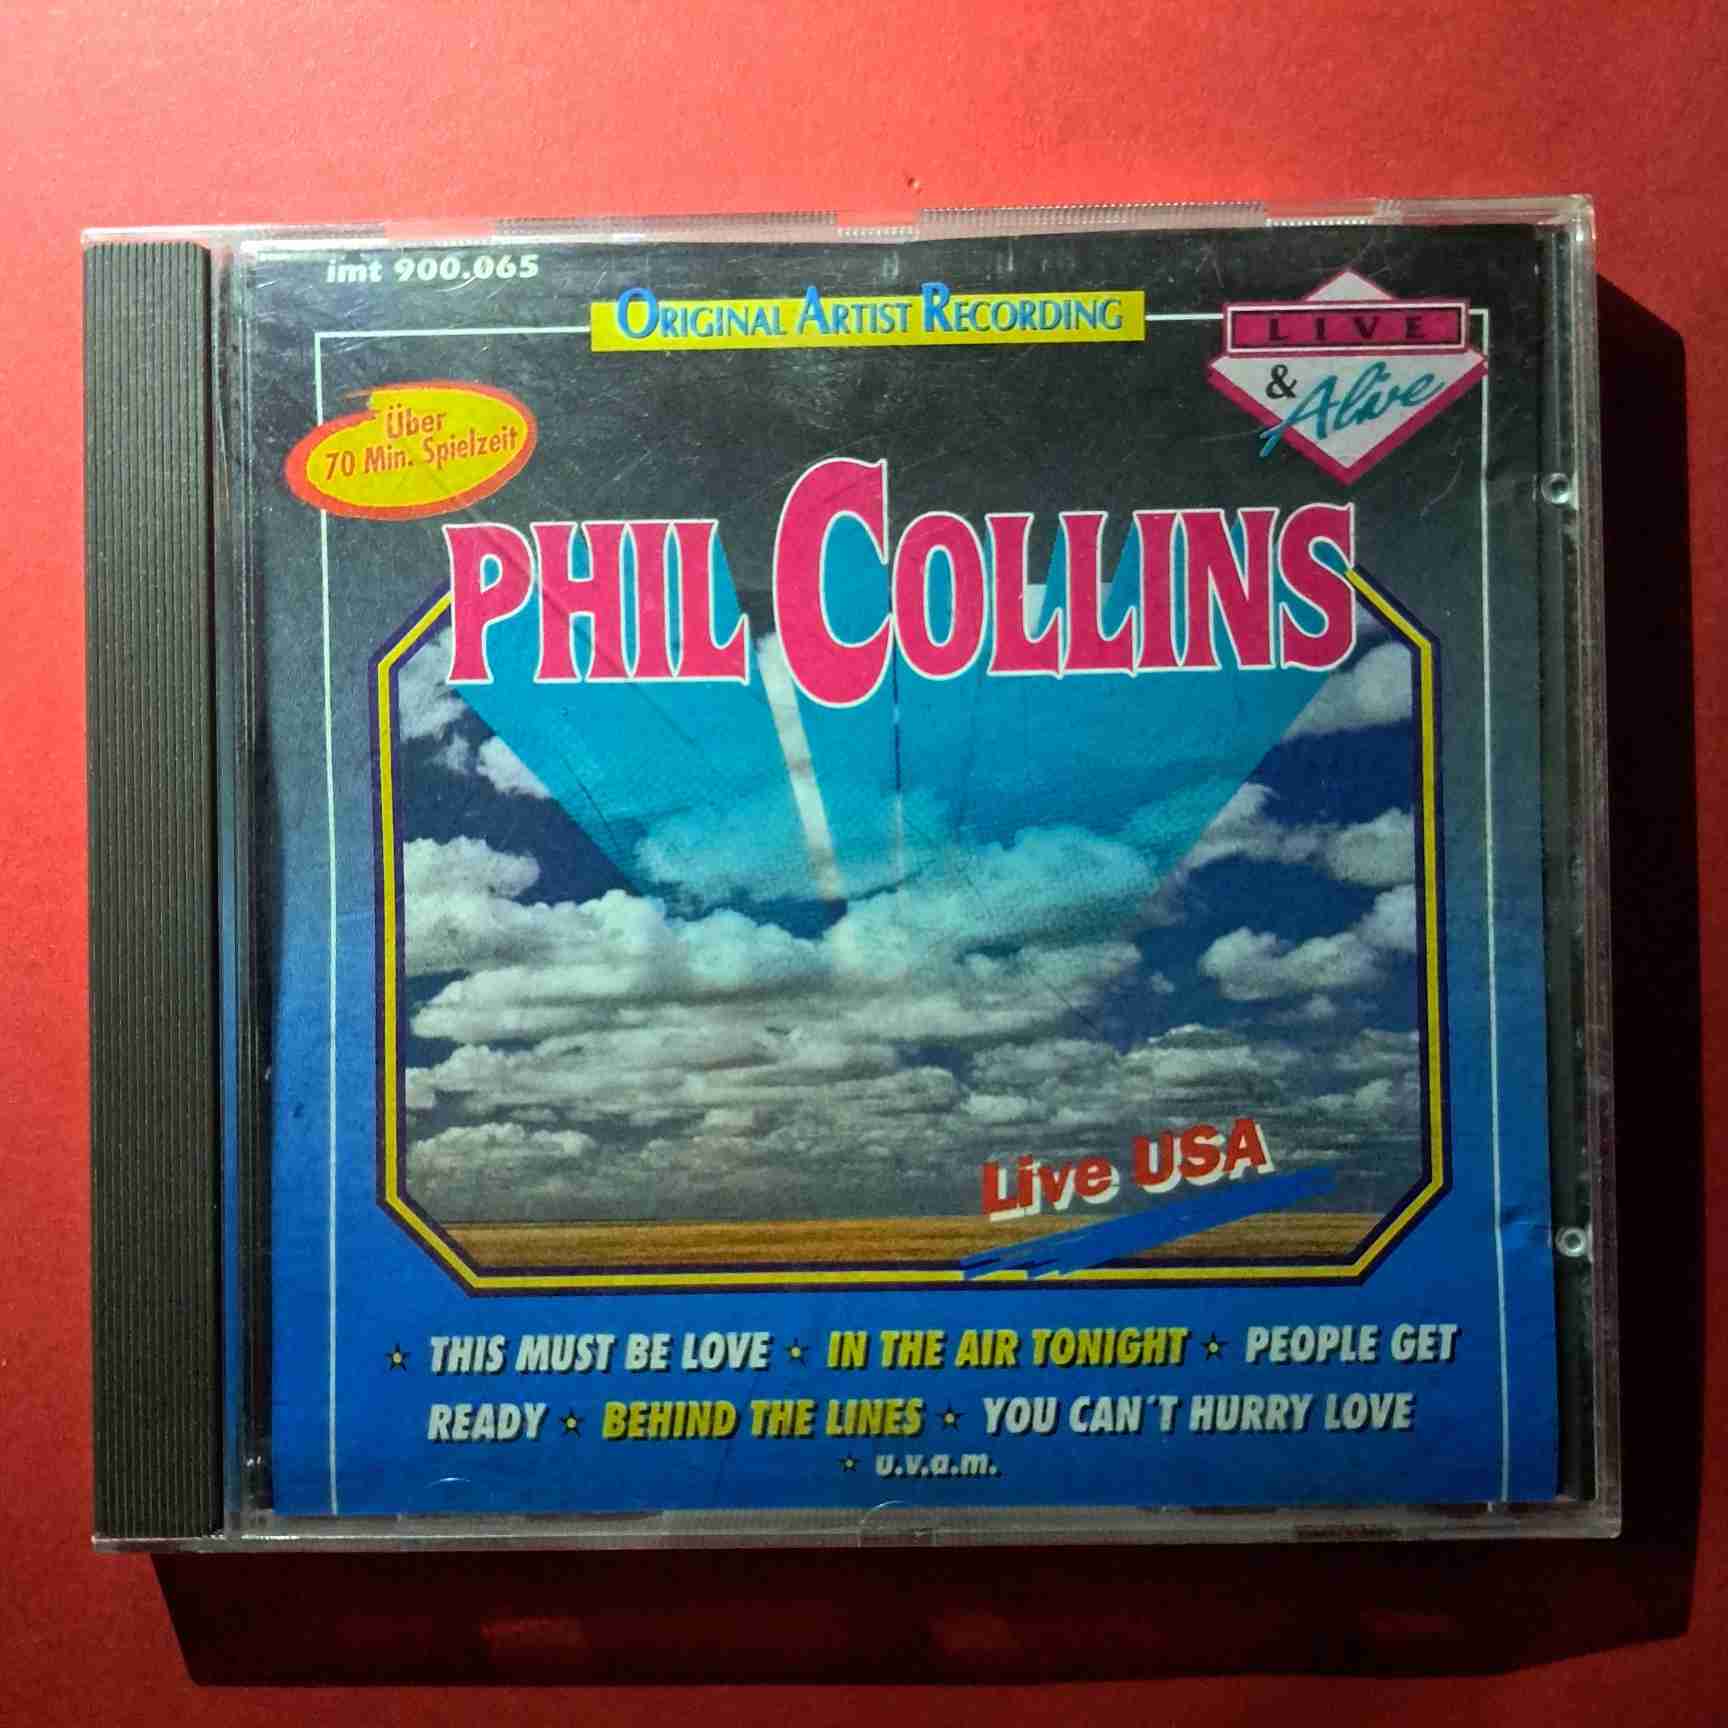 imt 900.065
ORIGINAL ARTIST RECORDING
LIVE
& Alive
Über
70 Min. Spielzeit
PHIL COLLINS
Live USA
★ THIS MUST BE LOVE ★ IN THE AIR TONIGHT ★ PEOPLE GET
READY ★ BEHIND THE LINES ★ YOU CAN´T HURRY LOVE
★ u.v.a.m.